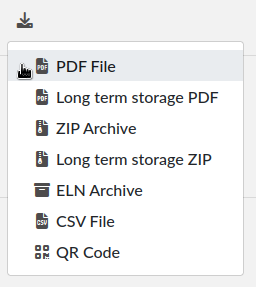 PDF File
Long term storage PDF
ZIP Archive
Long term storage ZIP
ELN Archive
CSV File
QR Code